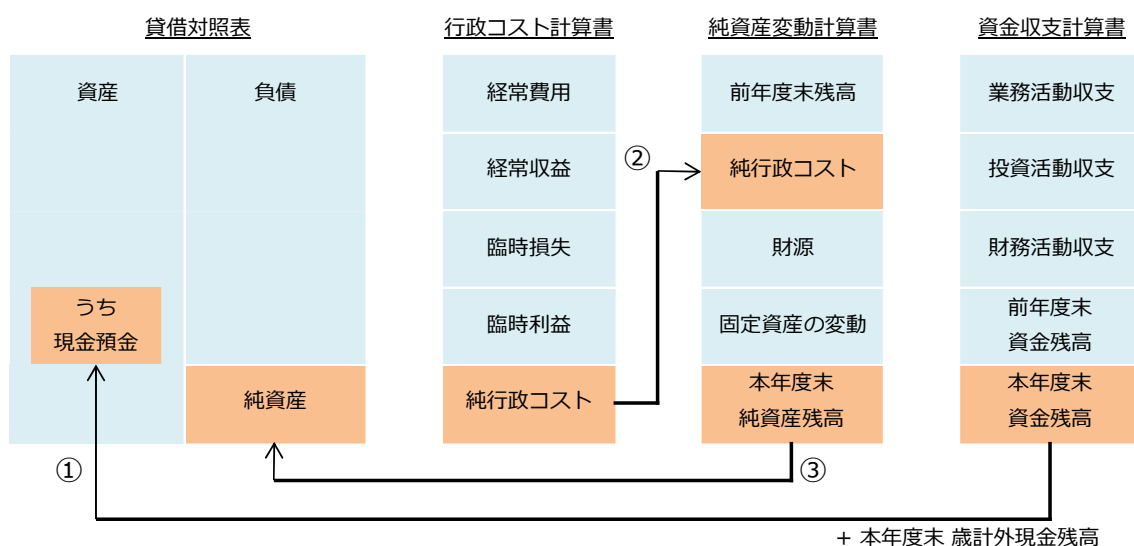 貸借対照表
資産
負債
うち
現金預金
純資産
①
行政コスト計算書
経常費用
経常収益
臨時損失
臨時利益
純行政コスト
②
純資産変動計算書
前年度末残高
純行政コスト
財源
固定資産の変動
本年度末
純資産残高
③
資金収支計算書
業務活動収支
投資活動収支
財務活動収支
前年度末
資金残高
本年度末
資金残高
+ 本年度末 歳計外現金残高